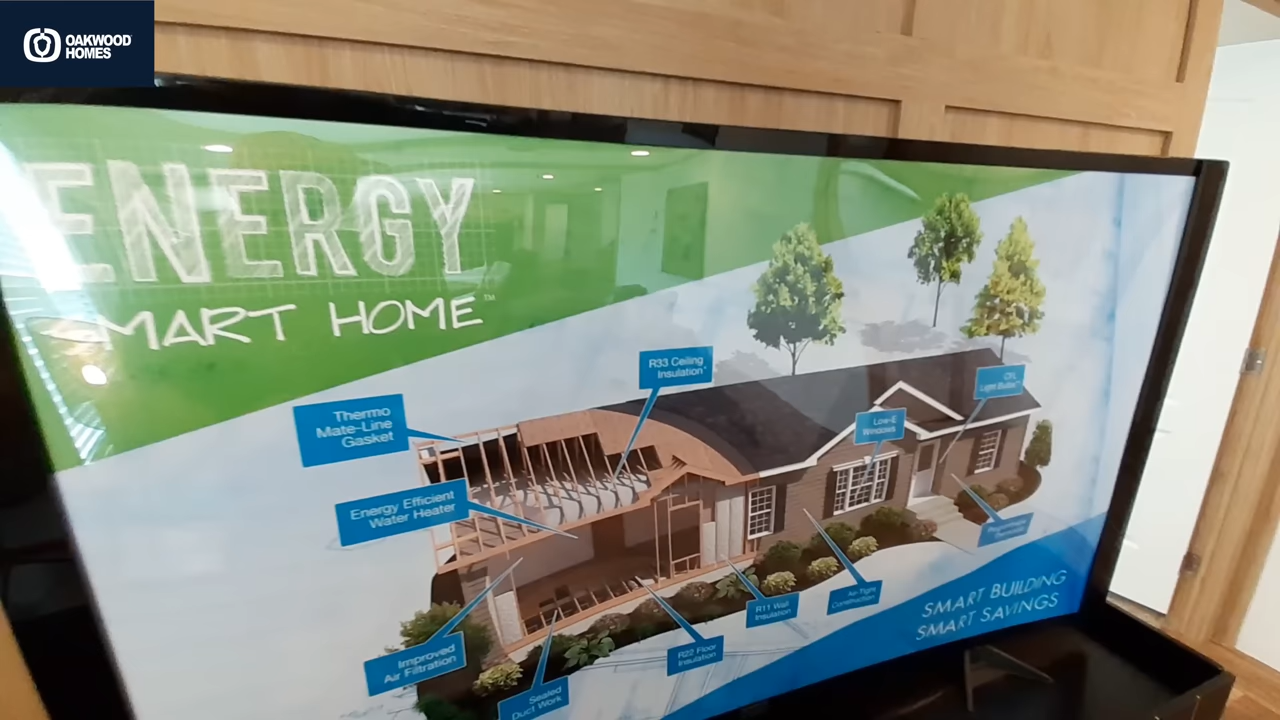 OAKWOOD
HOMES
ENERGY
SMART HOME™
R33 Ceiling
Insulation*
Thermo
Mate-Line
Gasket
CFL
Light Bulbs
Low-E
Windows
Energy Efficient
Water Heater
Air Tight
Construction
R11 Wall
Insulation
SMART BUILDING
SMART SAVINGS
Improved
Air Filtration
R22 Floor
Insulation
Sealed
Duct Work